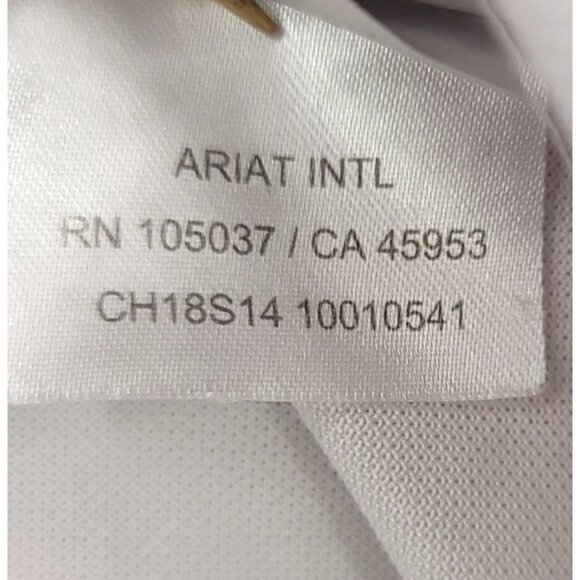 ARIAT INTL
RN 105037 / CA 45953
CH18S14 10010541